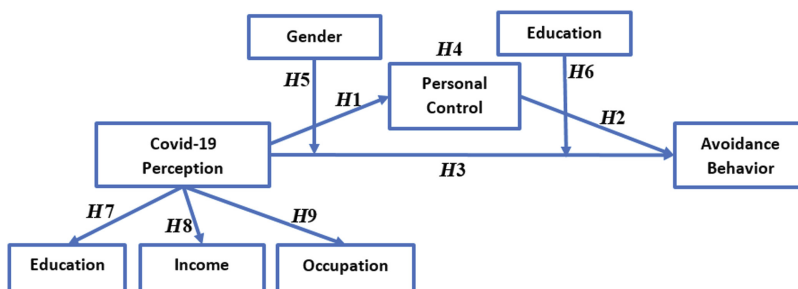 Gender
Education
H4
H5
H6
Personal
Control
H1
H2
Covid-19
Perception
Avoidance
Behavior
H3
H7
H8
H9
Education
Income
Occupation